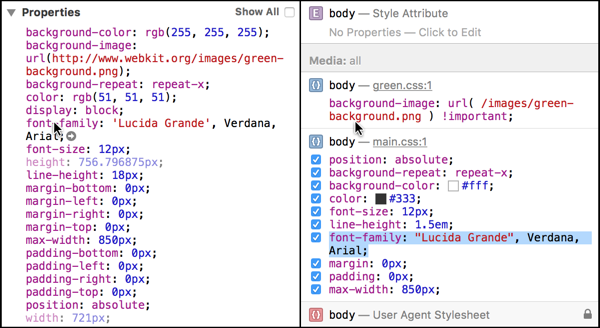 Properties
Show All
background-color: rgb(255, 255, 255);
background-image:
url(http://www.webkit.org/images/green-
background.png);
background-repeat: repeat-x;
color: rgb(51, 51, 51);
display: block;
font-family: 'Lucida Grande', Verdana,
Arial;
font-size: 12px;
height: 756.796875px;
line-height: 18px;
margin-bottom: 0px;
margin-left: 0px;
margin-right: 0px;
margin-top: 0px;
max-width: 850px;
padding-bottom: 0px;
padding-left: 0px;
padding-right: 0px;
padding-top: 0px;
position: absolute;
width: 721px;
E body — Style Attribute
No Properties — Click to Edit
Media: all
{} body — green.css:1
background-image: url( /images/green-
background.png ) !important;
{} body — main.css:1
position: absolute;
background-repeat: repeat-x;
background-color: #fff;
color: #333;
font-size: 12px;
line-height: 1.5em;
font-family: "Lucida Grande", Verdana,
Arial;
margin: 0px;
padding: 0px;
max-width: 850px;
{} body — User Agent Stylesheet